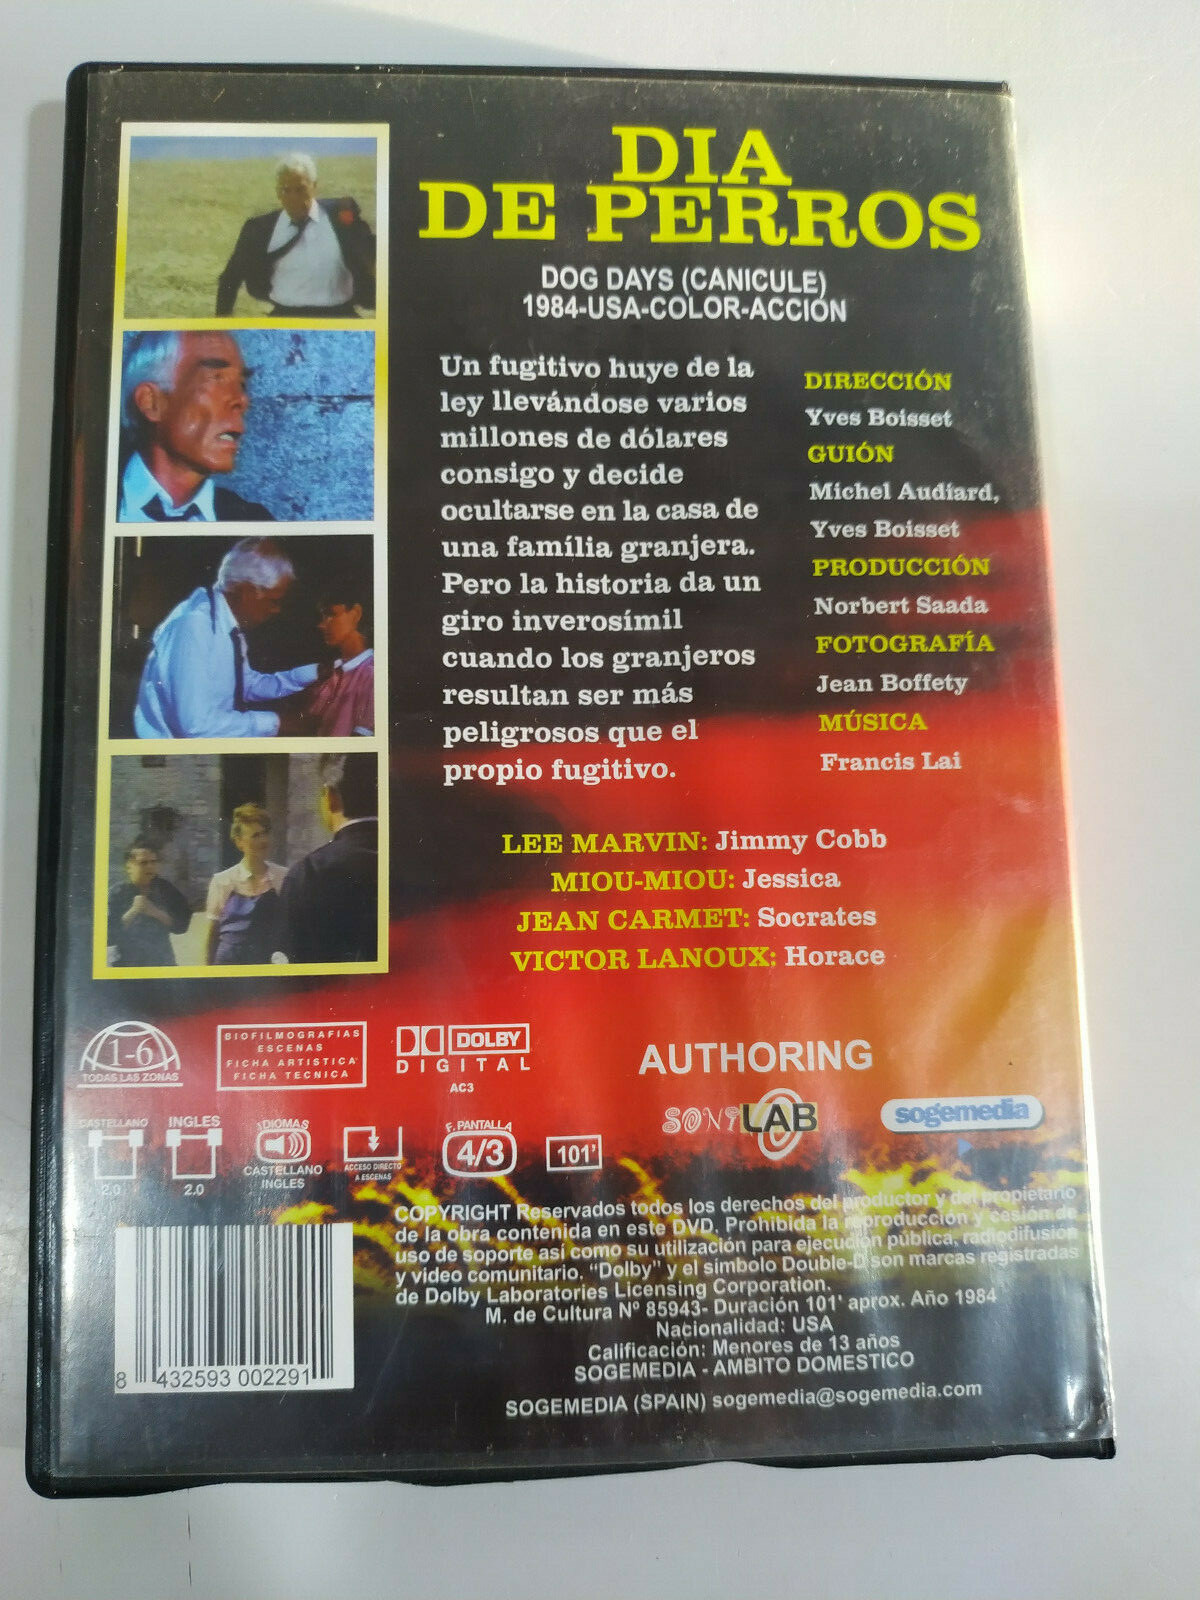 DIA
DE PERROS
DOG DAYS (CANICULE)
1984-USA-COLOR-ACCIÓN
Un fugitivo huye de la
ley llevándose varios
millones de dólares
consigo y decide
ocultarse en la casa de
una família granjera.
Pero la historia da un
giro inverosímil
cuando los granjeros
resultan ser más
peligrosos que el
propio fugitivo.
DIRECCIÓN
Yves Boisset
GUIÓN
Michel Audiard,
Yves Boisset
PRODUCCIÓN
Norbert Saada
FOTOGRAFÍA
Jean Boffety
MÚSICA
Francis Lai
LEE MARVIN: Jimmy Cobb
MIOU-MIOU: Jessica
JEAN CARMET: Socrates
VICTOR LANOUX: Horace
1-6
TODAS LAS ZONAS
BIOFILMOGRAFIAS
ESCENAS
FICHA ARTISTICA
FICHA TECNICA
DOLBY
DIGITAL
AC3
AUTHORING
SONILAB
sogemedia
CASTELLANO
2.0
INGLES
2.0
IDIOMAS
CASTELLANO
INGLES
ACCESO DIRECTO
A ESCENAS
F. PANTALLA
4/3
101'
COPYRIGHT Reservados todos los derechos del productor y del propietario
de la obra contenida en este DVD. Prohibida la reproducción y cesión de
uso de soporte así como su utilización para ejecución pública, radiodifusión
y video comunitario. "Dolby" y el símbolo Double-D son marcas registradas
de Dolby Laboratories Licensing Corporation.
M. de Cultura Nº 85943- Duración 101' aprox. Año 1984
Nacionalidad: USA
Calificación: Menores de 13 años
SOGEMEDIA - AMBITO DOMESTICO
SOGEMEDIA (SPAIN) sogemedia@sogemedia.com
8 432593 002291